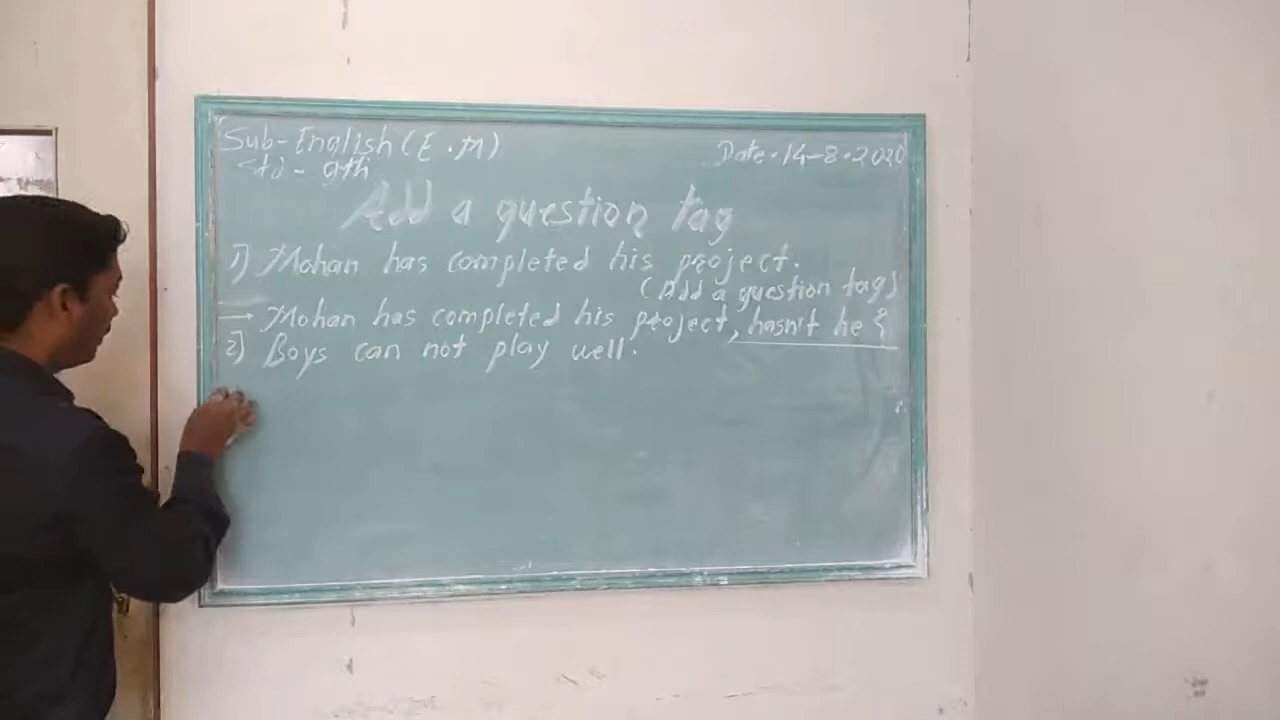 Sub-English (E.M)
Date. 14-8-2020
Std - 9th
Add a question tag
1) Mohan has completed his project.
(Add a question tag)
→ Mohan has completed his project, hasn't he?
2) Boys can not play well.